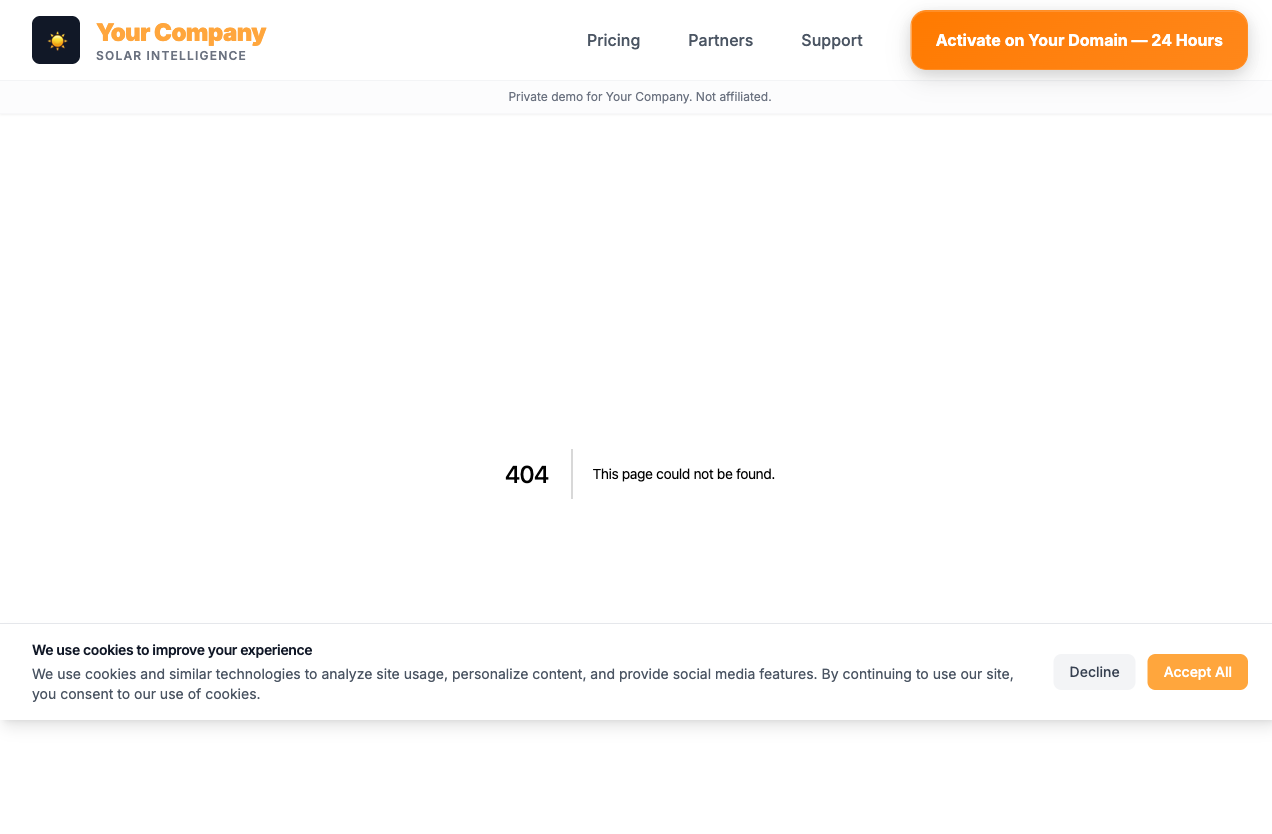 Your Company
SOLAR INTELLIGENCE
Pricing
Partners
Support
Activate on Your Domain — 24 Hours
Private demo for Your Company. Not affiliated.
404
This page could not be found.
We use cookies to improve your experience
We use cookies and similar technologies to analyze site usage, personalize content, and provide social media features. By continuing to use our site,
you consent to our use of cookies.
Decline
Accept All